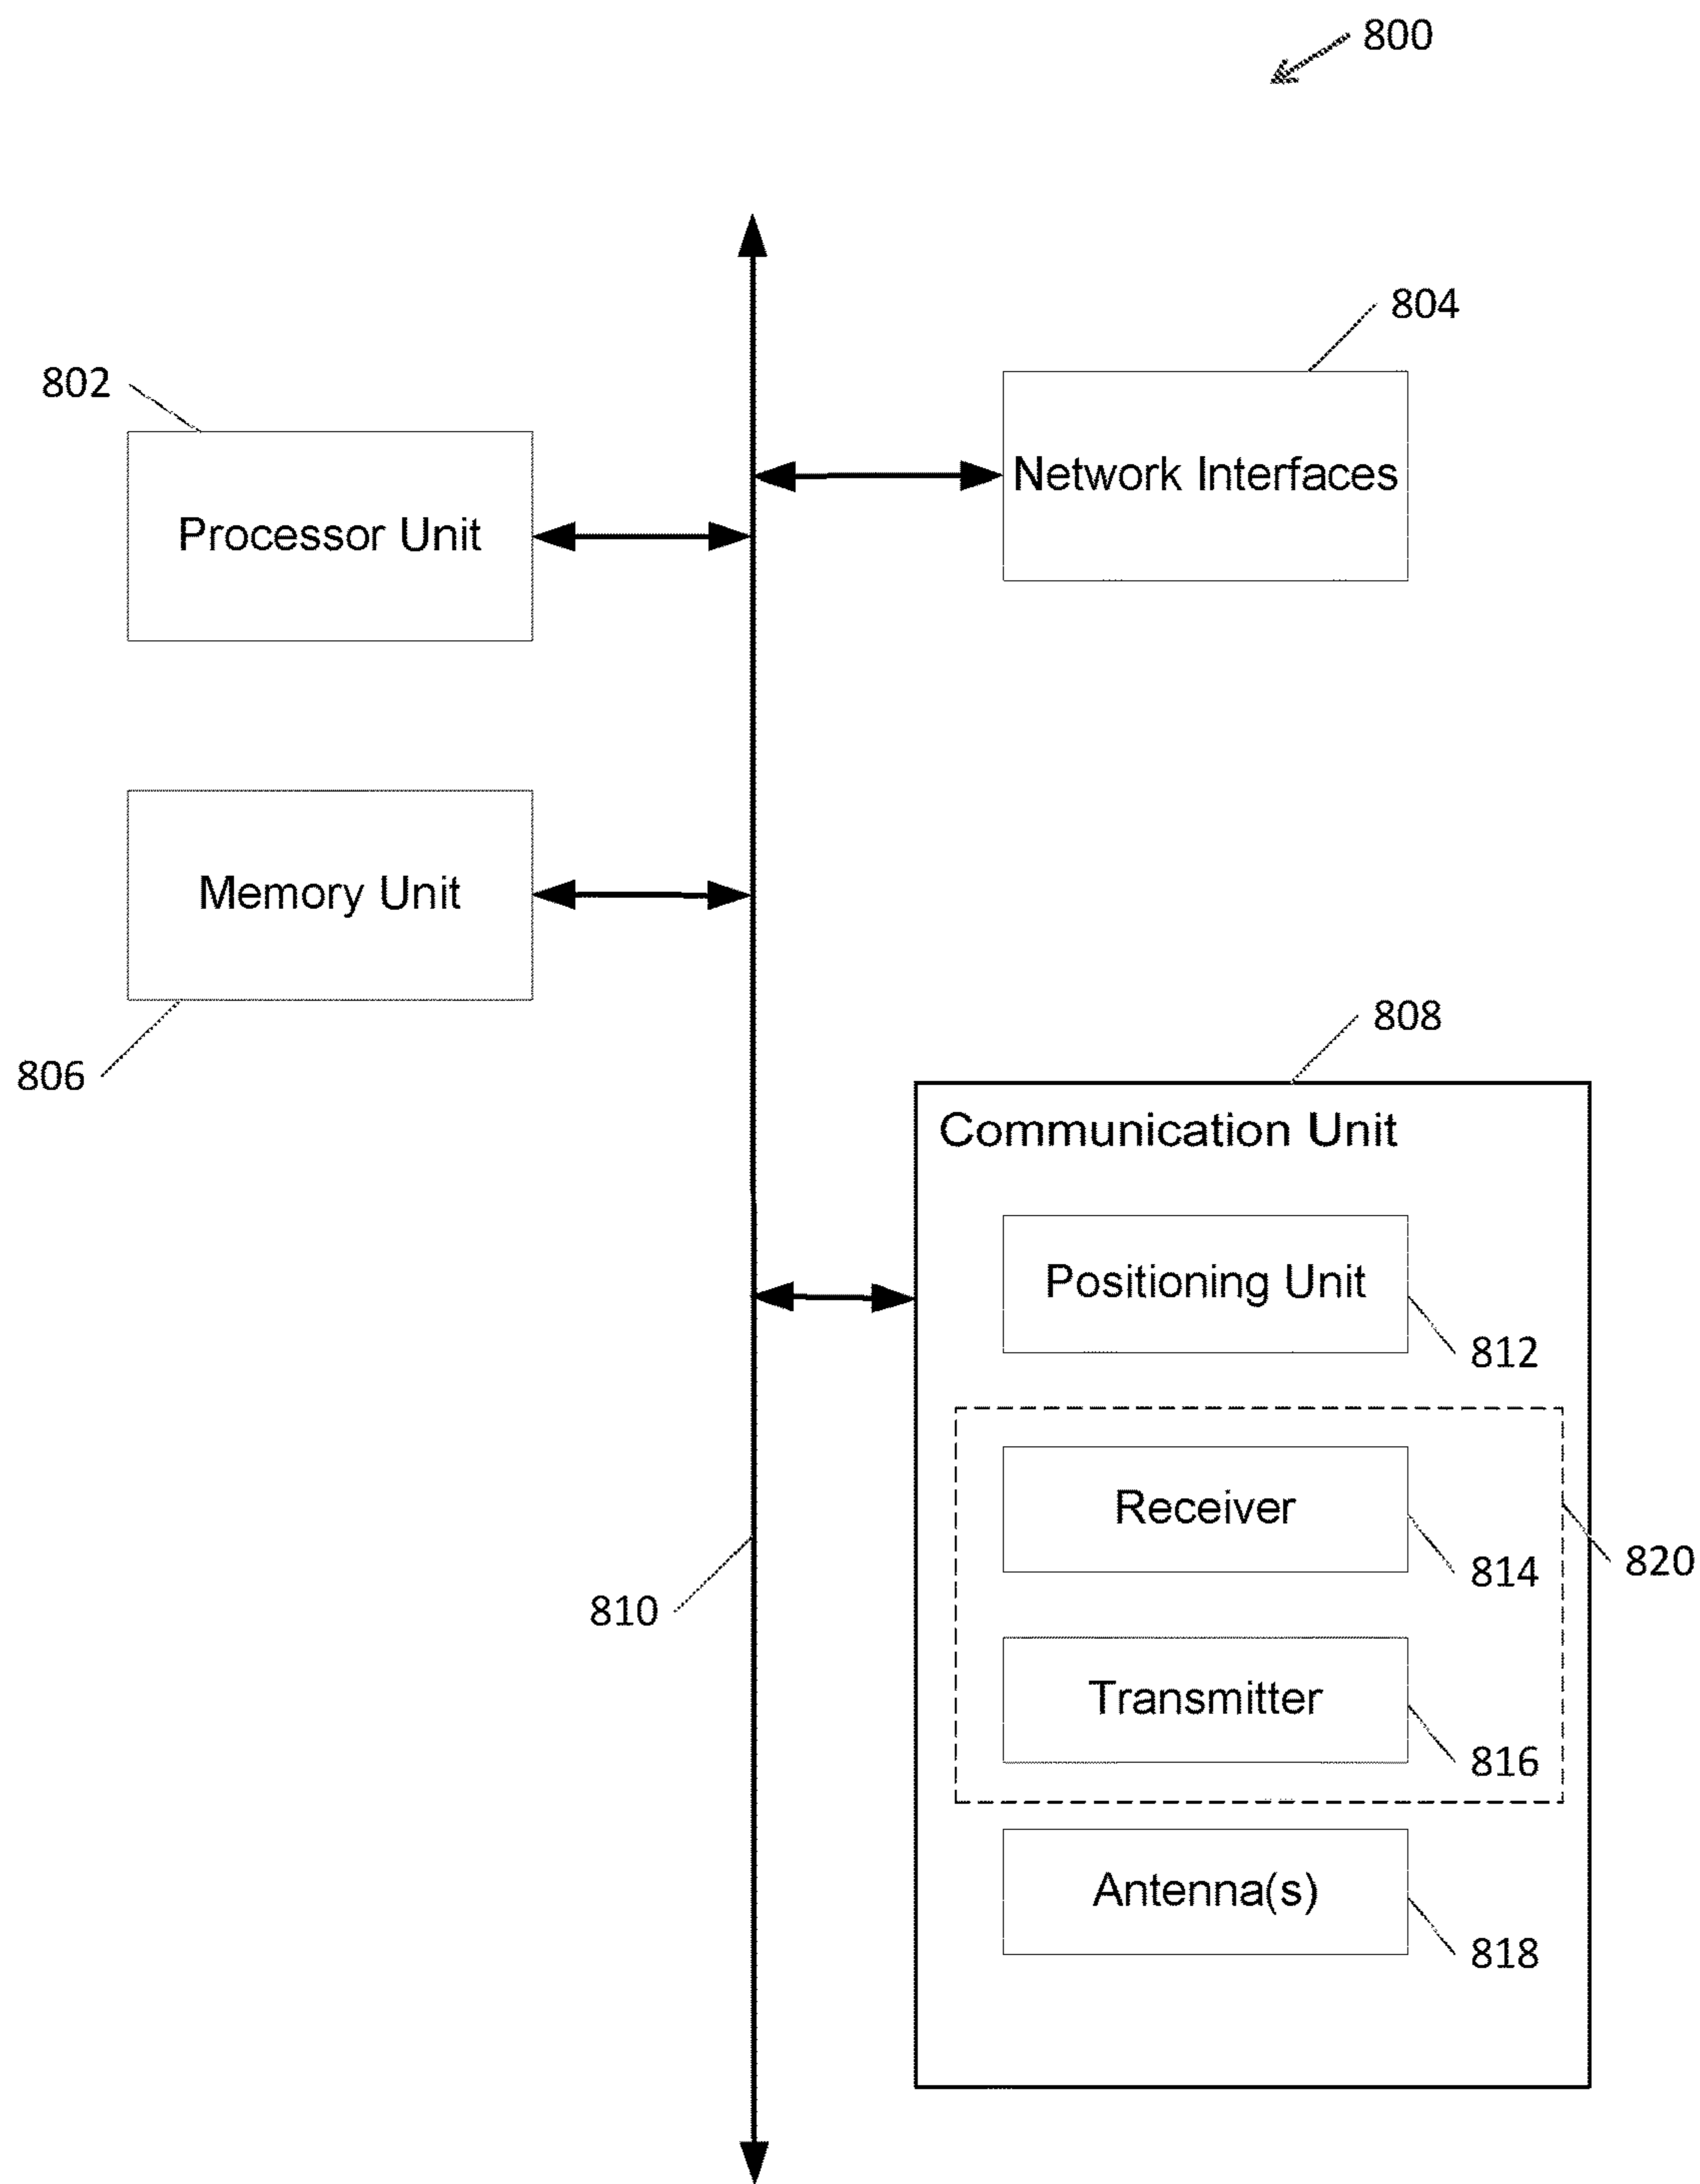 800
804
802
Network Interfaces
Processor Unit
Memory Unit
806
808
Communication Unit
Positioning Unit
812
Receiver
814
820
810
Transmitter
816
Antenna(s)
818